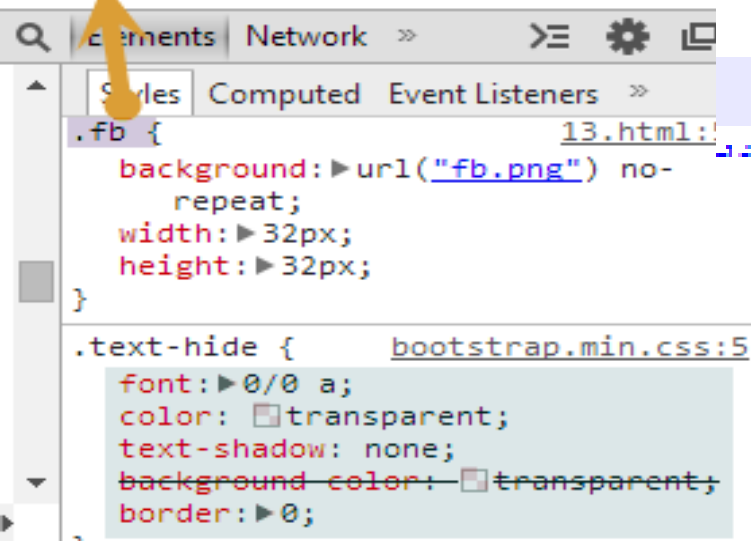 Elements Network »
Styles Computed Event Listeners »
.fb { 13.html:
background: url("fb.png") no-
repeat;
width: 32px;
height: 32px;
}
.text-hide { bootstrap.min.css:5
font: 0/0 a;
color: transparent;
text-shadow: none;
background color: transparent;
border: 0;